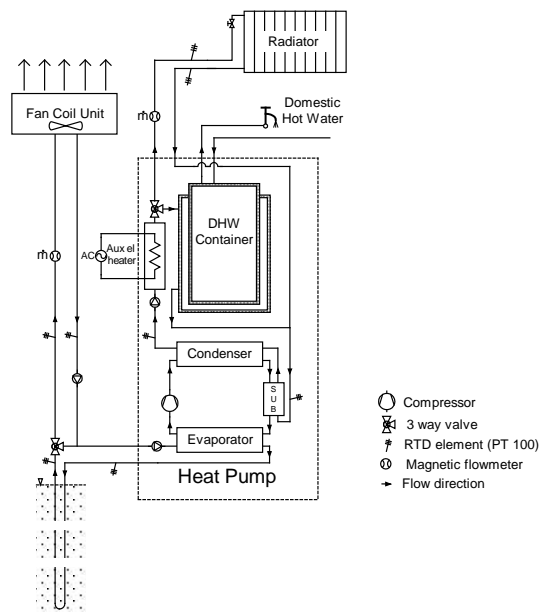 Radiator
Fan Coil Unit
Domestic
Hot Water
ṁ
ṁ
DHW
Container
AC
Aux el
heater
Condenser
S
U
B
Evaporator
Heat Pump
Compressor
3 way valve
RTD element (PT 100)
Magnetic flowmeter
Flow direction